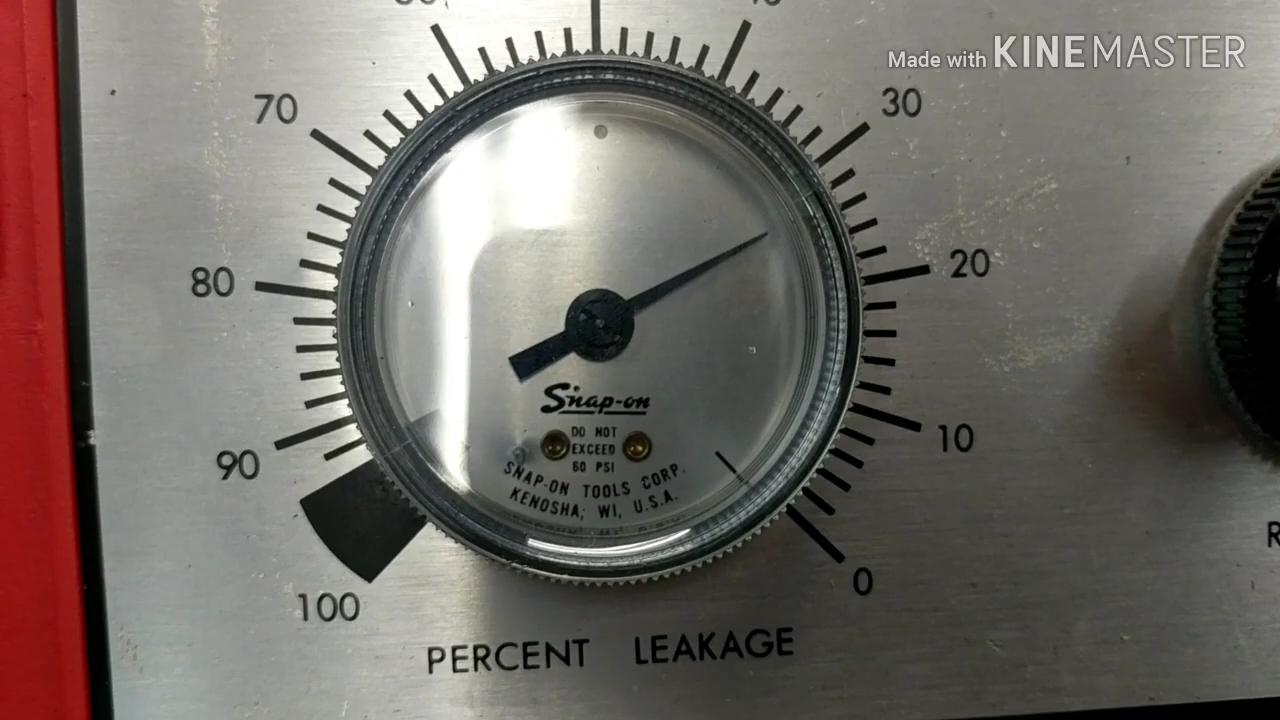 Made with KINEMASTER
70
30
80
20
90
10
Snap-on
DO NOT
EXCEED
60 PSI
SNAP-ON TOOLS CORP.
KENOSHA, WI, U.S.A.
0
100
PERCENT LEAKAGE